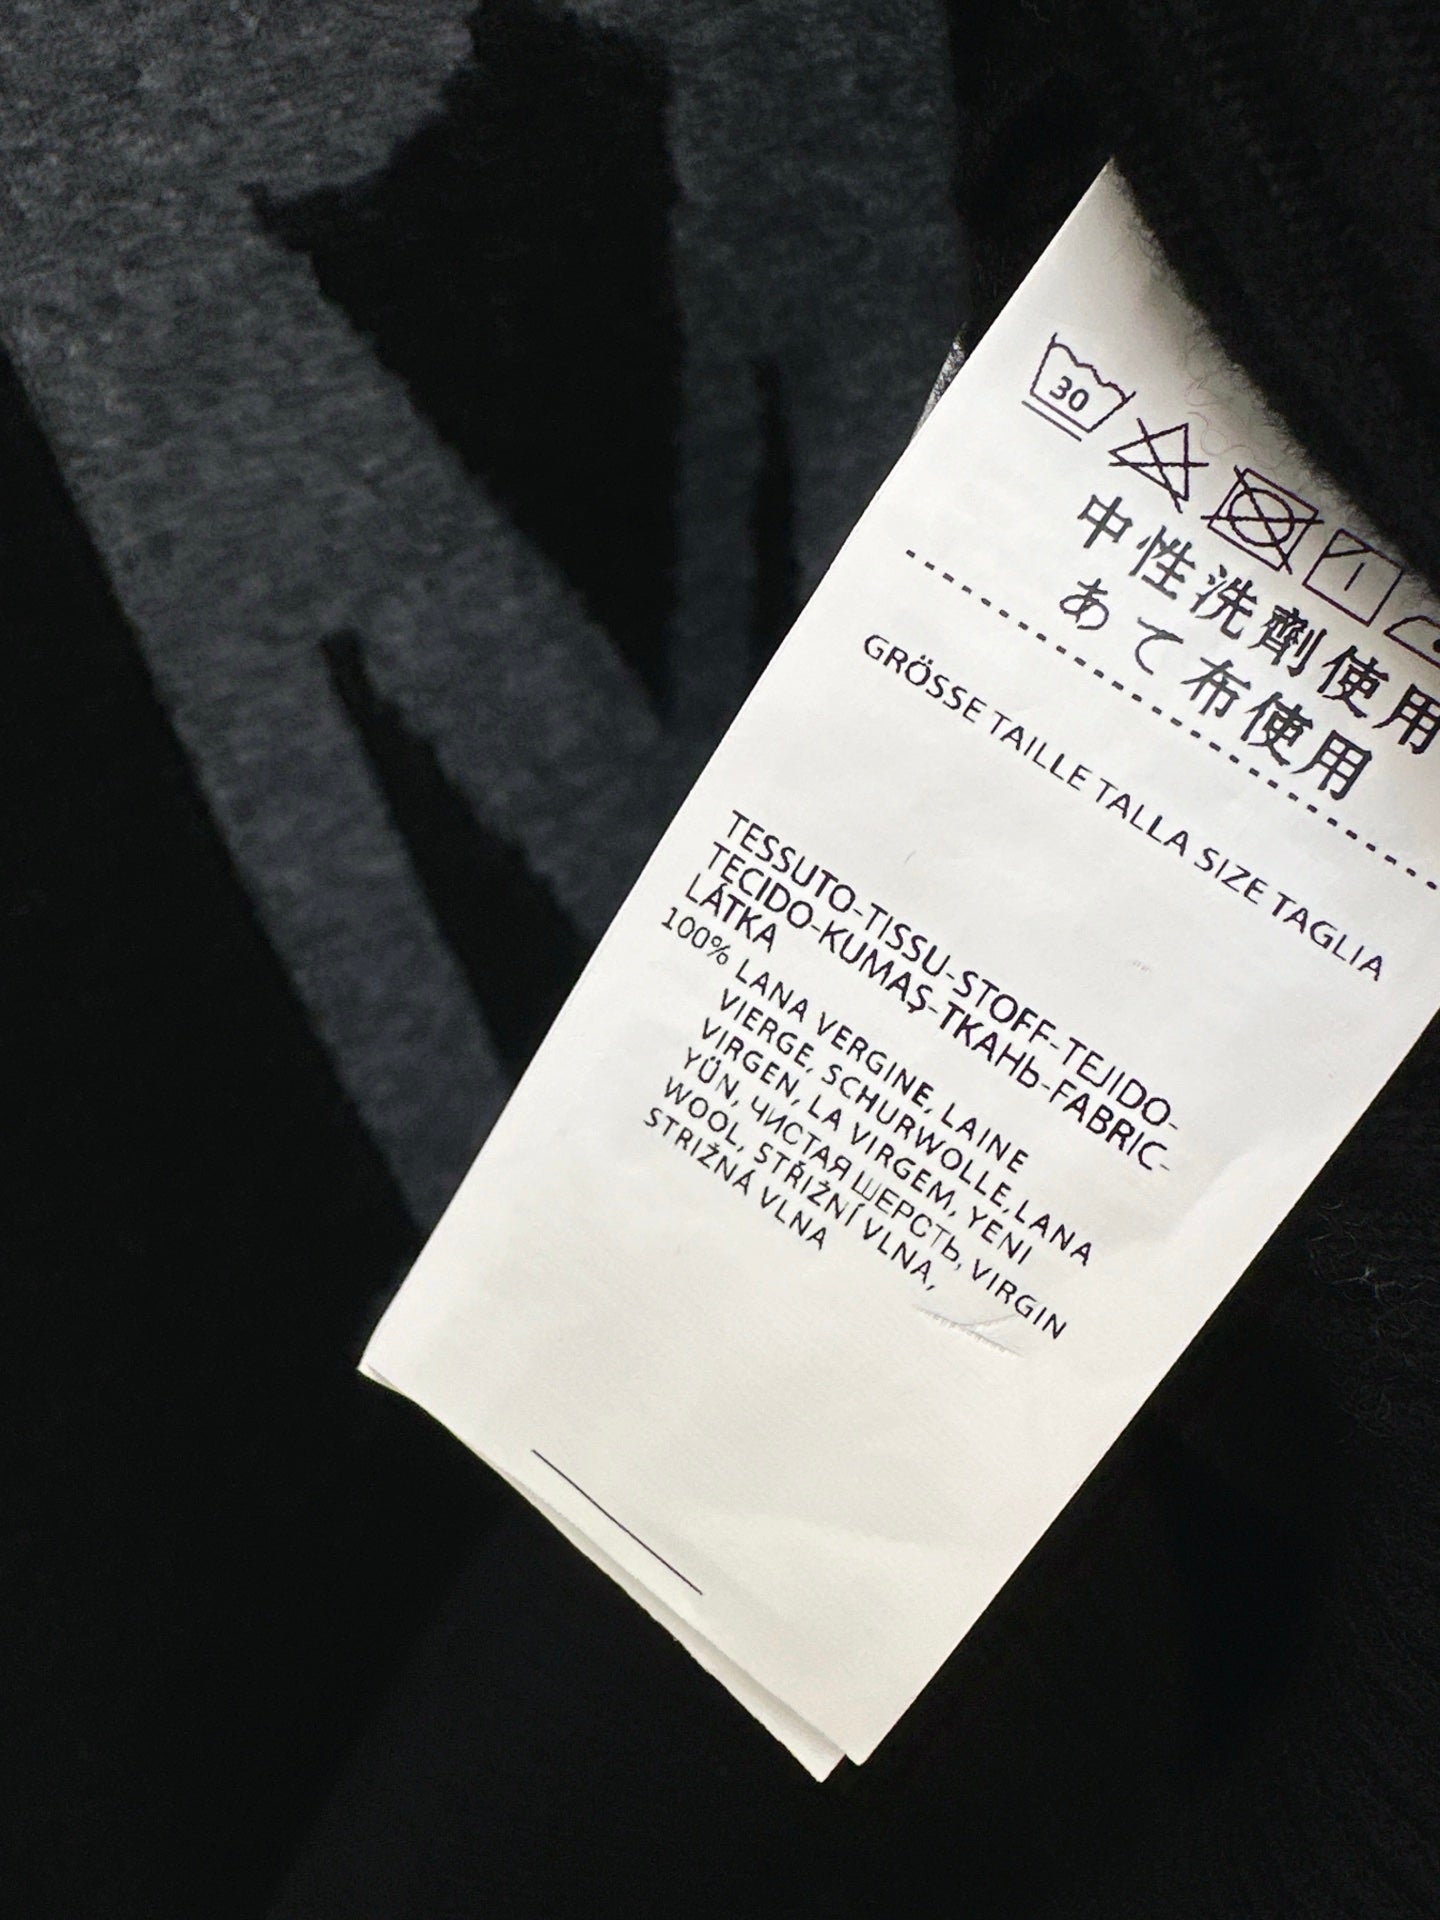 30
中性洗剤使用
あて布使用
GRÖSSE TAILLE TALLA SIZE TAGLIA
TESSUTO-TISSU-STOFF-TEJIDO-
TECIDO-KUMAŞ-ТКАНЬ-FABRIC-
LÁTKA
100% LANA VERGINE, LAINE
VIERGE, SCHURWOLLE, LANA
VIRGEN, LA VIRGEM, YENI
YÜN, ЧИСТАЯ ШЕРСТЬ, VIRGIN
WOOL, STŘIŽNÍ VLNA,
STRIŽNÁ VLNA